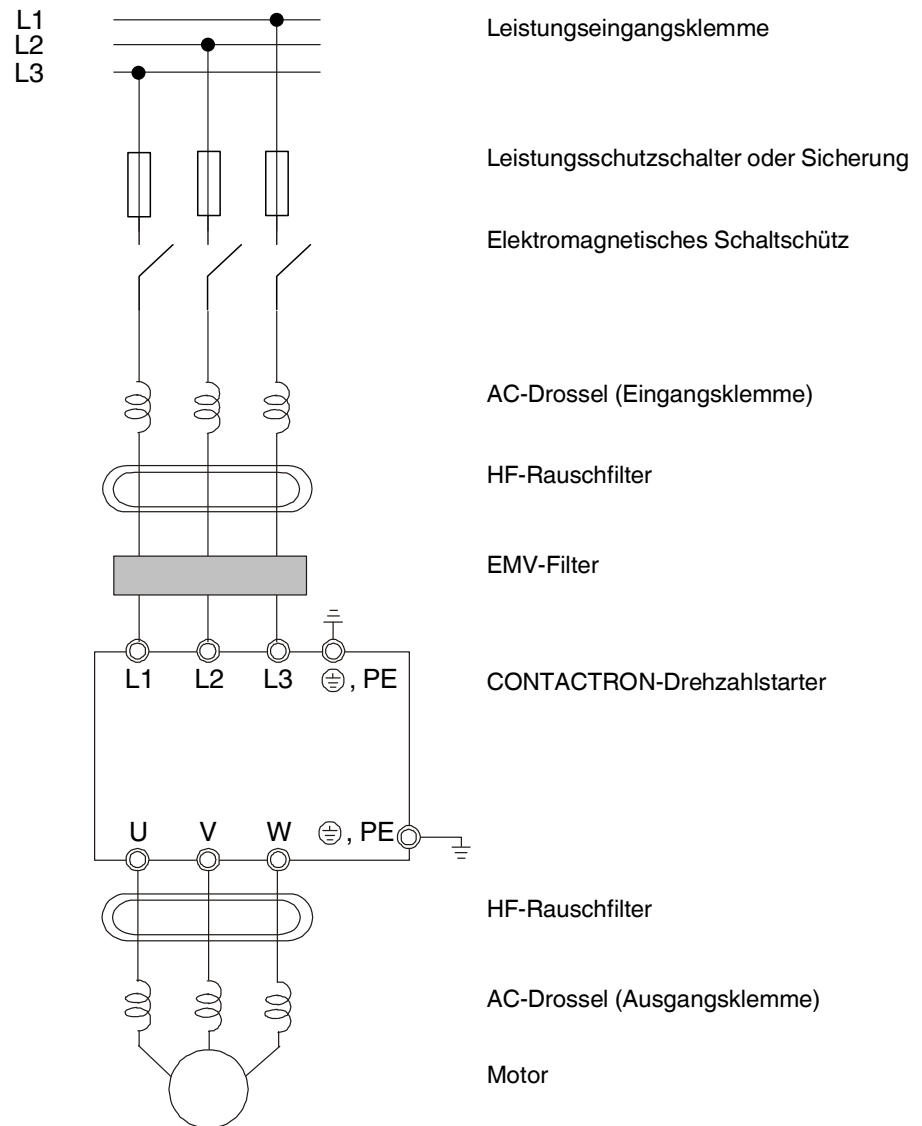 L1
Leistungseingangsklemme
L2
L3
Leistungsschutzschalter oder Sicherung
Elektromagnetisches Schaltschütz
AC-Drossel (Eingangsklemme)
HF-Rauschfilter
EMV-Filter
L1 L2 L3 , PE
CONTACTRON-Drehzahlstarter
U V W , PE
HF-Rauschfilter
AC-Drossel (Ausgangsklemme)
Motor